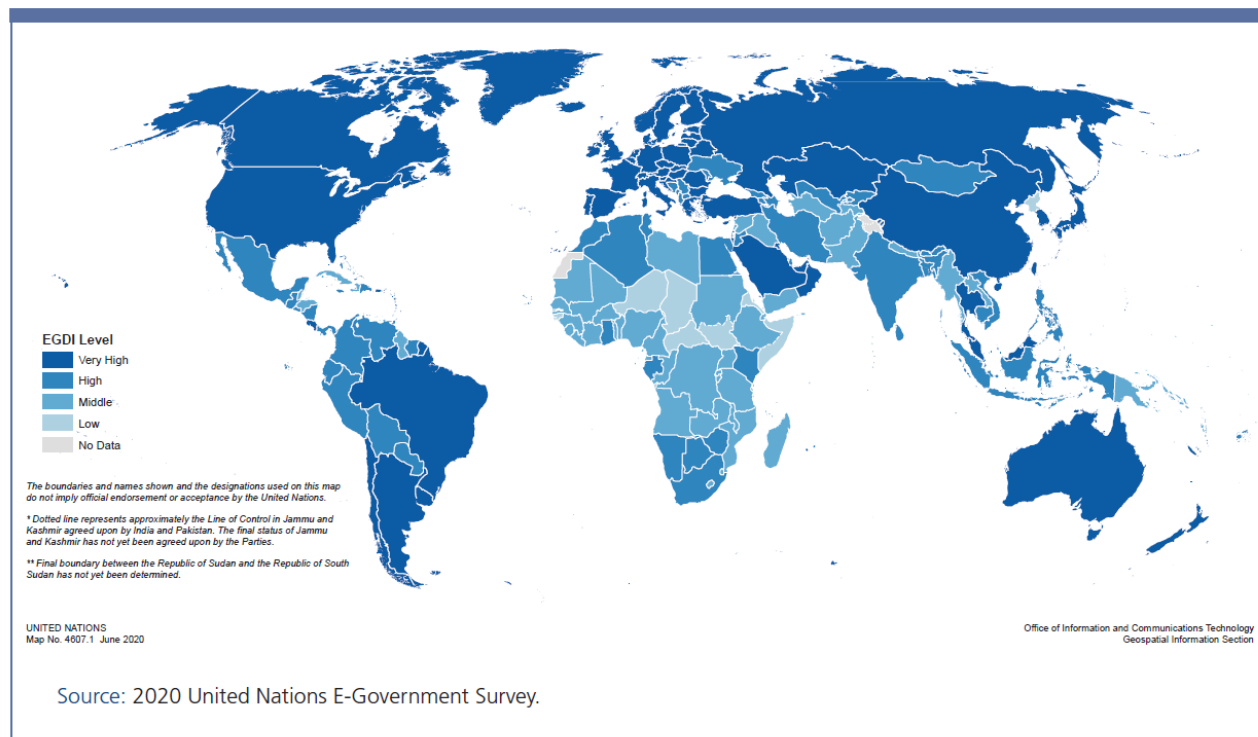 EGDI Level
Very High
High
Middle
Low
No Data
The boundaries and names shown and the designations used on this map
do not imply official endorsement or acceptance by the United Nations.
* Dotted line represents approximately the Line of Control in Jammu and
Kashmir agreed upon by India and Pakistan. The final status of Jammu
and Kashmir has not yet been agreed upon by the Parties.
** Final boundary between the Republic of Sudan and the Republic of South
Sudan has not yet been determined.
UNITED NATIONS
Map No. 4607.1 June 2020
Office of Information and Communications Technology
Geospatial Information Section
Source: 2020 United Nations E-Government Survey.